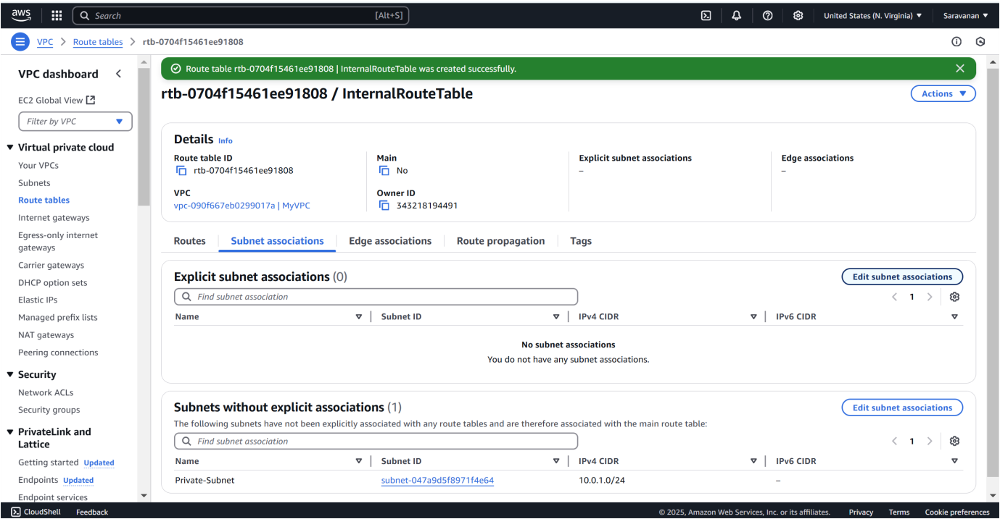 aws Search [Alt+S] United States (N. Virginia) Saravanan
VPC > Route tables > rtb-0704f15461ee91808
VPC dashboard
EC2 Global View
Filter by VPC
Virtual private cloud
Your VPCs
Subnets
Route tables
Internet gateways
Egress-only internet
gateways
Carrier gateways
DHCP option sets
Elastic IPs
Managed prefix lists
NAT gateways
Peering connections
Security
Network ACLs
Security groups
PrivateLink and
Lattice
Getting started Updated
Endpoints Updated
Endpoint services
Route table rtb-0704f15461ee91808 | InternalRouteTable was created successfully.
rtb-0704f15461ee91808 / InternalRouteTable Actions
Details Info
Route table ID Main Explicit subnet associations Edge associations
rtb-0704f15461ee91808 No – –
VPC Owner ID
vpc-090f667eb0299017a | MyVPC 343218194491
Routes Subnet associations Edge associations Route propagation Tags
Explicit subnet associations (0) Edit subnet associations
Find subnet association < 1 >
Name Subnet ID IPv4 CIDR IPv6 CIDR
No subnet associations
You do not have any subnet associations.
Subnets without explicit associations (1) Edit subnet associations
The following subnets have not been explicitly associated with any route tables and are therefore associated with the main route table:
Find subnet association < 1 >
Name Subnet ID IPv4 CIDR IPv6 CIDR
Private-Subnet subnet-047a9d5f8971f4e64 10.0.1.0/24 –
CloudShell Feedback © 2025, Amazon Web Services, Inc. or its affiliates. Privacy Terms Cookie preferences